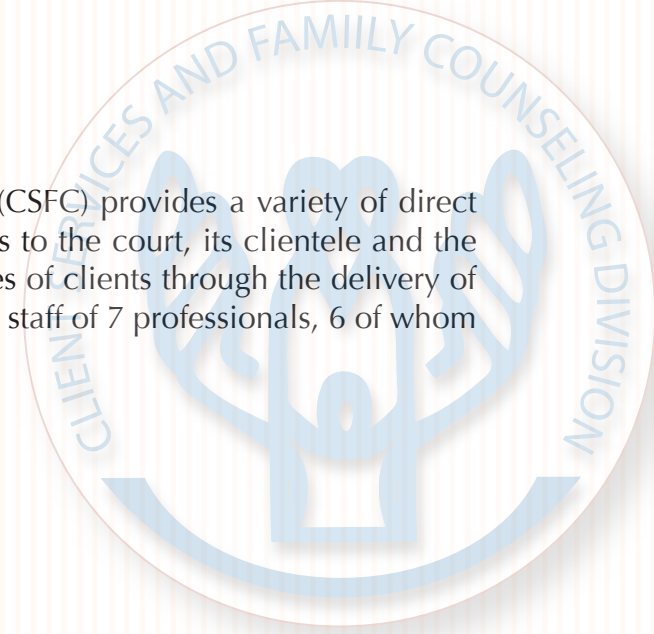 CLIENT SERVICES AND FAMIILY COUNSELING DIVISION
(CSFC) provides a variety of direct
s to the court, its clientele and the
es of clients through the delivery of
staff of 7 professionals, 6 of whom